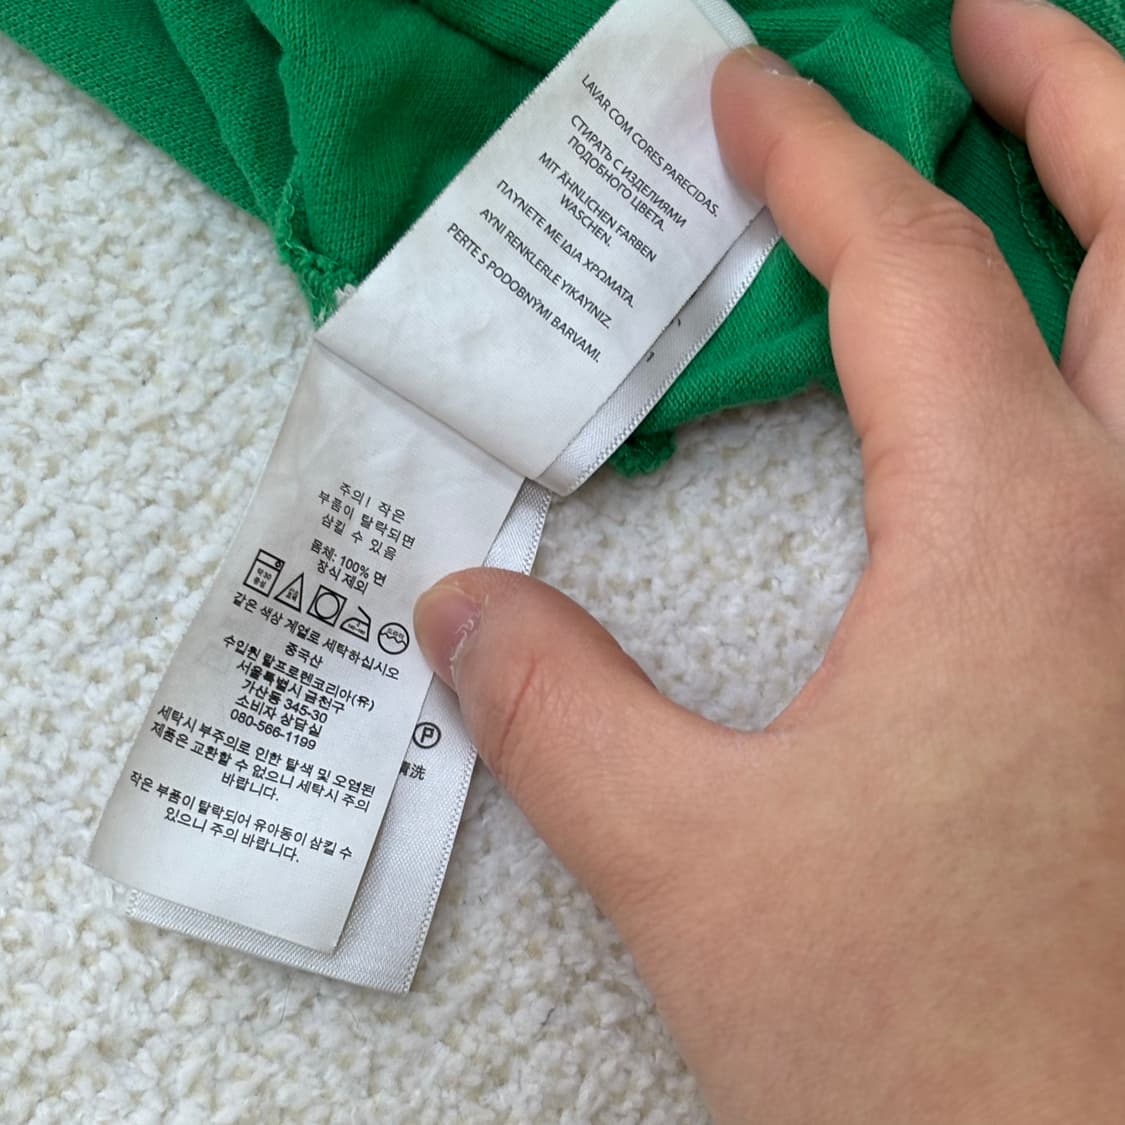 LAVAR COM CORES PARECIDAS.
СТИРАТЬ С ИЗДЕЛИЯМИ
ПОДОБНОГО ЦВЕТА.
MIT ÄHNLICHEN FARBEN
WASCHEN.
ΠΛΥΝΕΤΕ ΜΕ ΙΔΙΑ ΧΡΩΜΑΤΑ.
AYNI RENKLERLE YIKAYINIZ.
PERTE S PODOBNÝMI BARVAMI.
주의! 작은
부품이 탈락되면
삼킬 수 있음
몸체: 100% 면
장식 제외
약30
중성
같은 색상 계열로 세탁하십시오
중국산
수입원 랄프로렌코리아(유)
서울특별시 금천구
가산동 345-30
소비자 상담실
080-566-1199
세탁시 부주의로 인한 탈색 및 오염된
제품은 교환할 수 없으니 세탁시 주의
바랍니다.
작은 부품이 탈락되어 유아동이 삼킬 수
있으니 주의 바랍니다.
P
洗